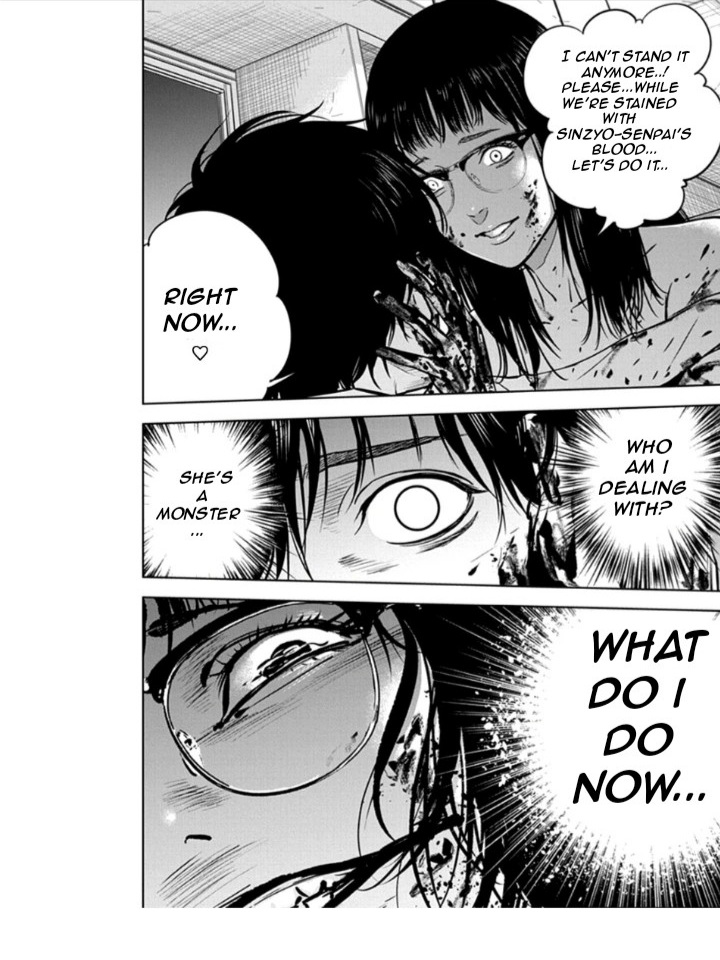 I CAN'T STAND IT
ANYMORE..!
PLEASE...WHILE
WE'RE STAINED
WITH
SINZYO-SENPAI'S
BLOOD...
LET'S DO IT...
RIGHT
NOW...
♡
WHO
AM I
DEALING
WITH?
SHE'S
A
MONSTER
...
WHAT
DO I
DO
NOW...